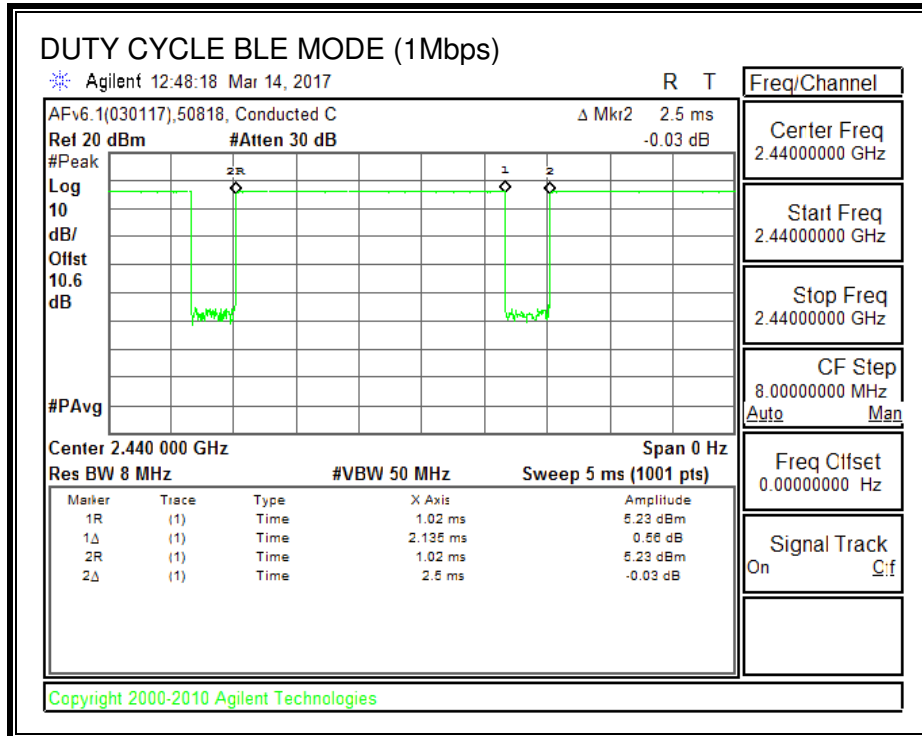 DUTY CYCLE BLE MODE (1Mbps)
Agilent 12:48:18 Mar 14, 2017 R T
Freq/Channel
AFv6.1(030117),50818, Conducted C Δ Mkr2 2.5 ms
Ref 20 dBm #Atten 30 dB -0.03 dB
#Peak
Log
10
dB/
Offst
10.6
dB
#PAvg
2R 1 2
Center 2.440 000 GHz Span 0 Hz
Res BW 8 MHz #VBW 50 MHz Sweep 5 ms (1001 pts)
Marker Trace Type X Axis Amplitude
1R (1) Time 1.02 ms 6.23 dBm
1Δ (1) Time 2.135 ms 0.56 dB
2R (1) Time 1.02 ms 6.23 dBm
2Δ (1) Time 2.5 ms -0.03 dB
Center Freq
2.44000000 GHz
Start Freq
2.44000000 GHz
Stop Freq
2.44000000 GHz
CF Step
8.00000000 MHz
Auto Man
Freq Offset
0.00000000 Hz
Signal Track
On Off
Copyright 2000-2010 Agilent Technologies